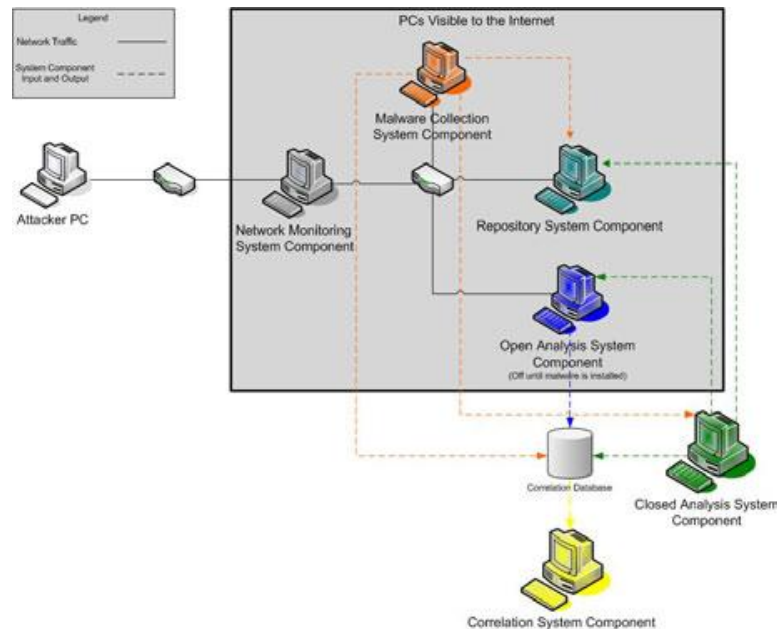 Legend
Network Traffic
System Component
Input and Output
PCs Visible to the Internet
Malware Collection
System Component
Attacker PC
Network Monitoring
System Component
Repository System Component
Open Analysis System
Component
(Off until malware is installed)
Correlation Database
Closed Analysis System
Component
Correlation System Component